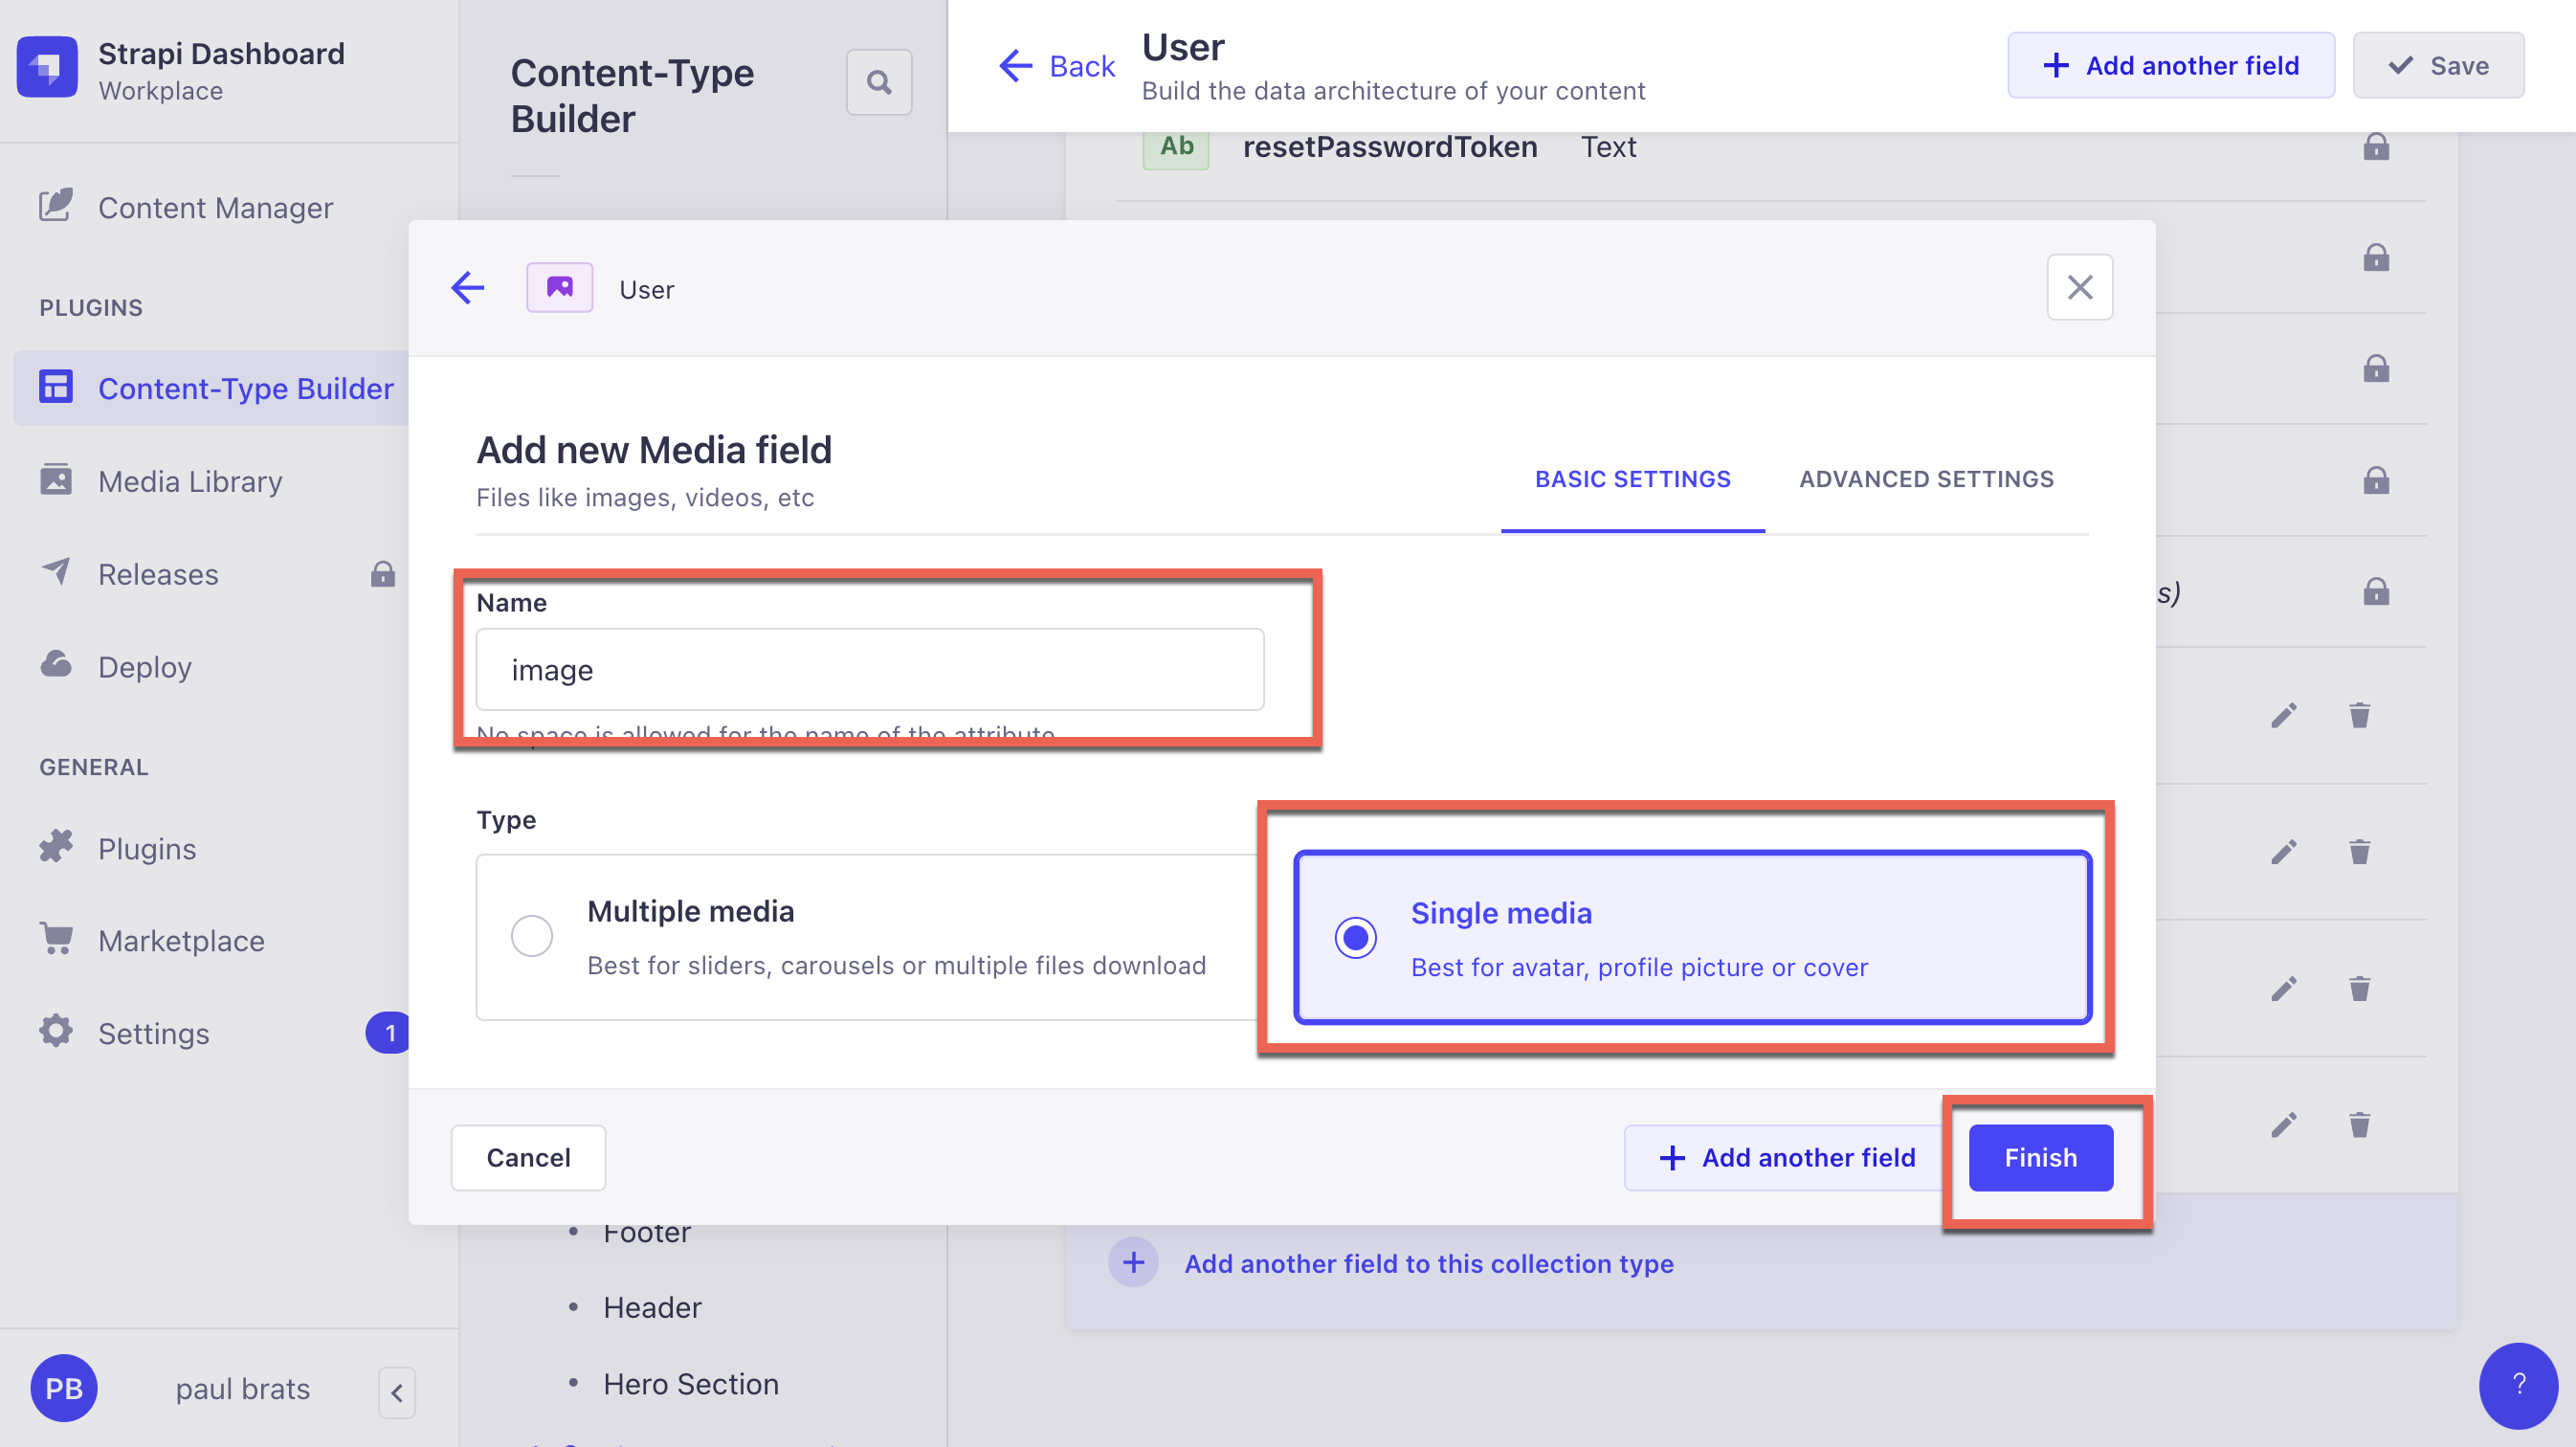 Strapi Dashboard
Workplace
Content Manager
PLUGINS
Content-Type Builder
Media Library
Releases
Deploy
GENERAL
Plugins
Marketplace
Settings
1
PB
paul brats
Content-Type
Builder
Footer
Header
Hero Section
Back
User
Build the data architecture of your content
Add another field
Save
Ab
resetPasswordToken
Text
s)
Add another field to this collection type
?
User
Add new Media field
Files like images, videos, etc
BASIC SETTINGS
ADVANCED SETTINGS
Name
image
No space is allowed for the name of the attribute
Type
Multiple media
Best for sliders, carousels or multiple files download
Single media
Best for avatar, profile picture or cover
Cancel
Add another field
Finish